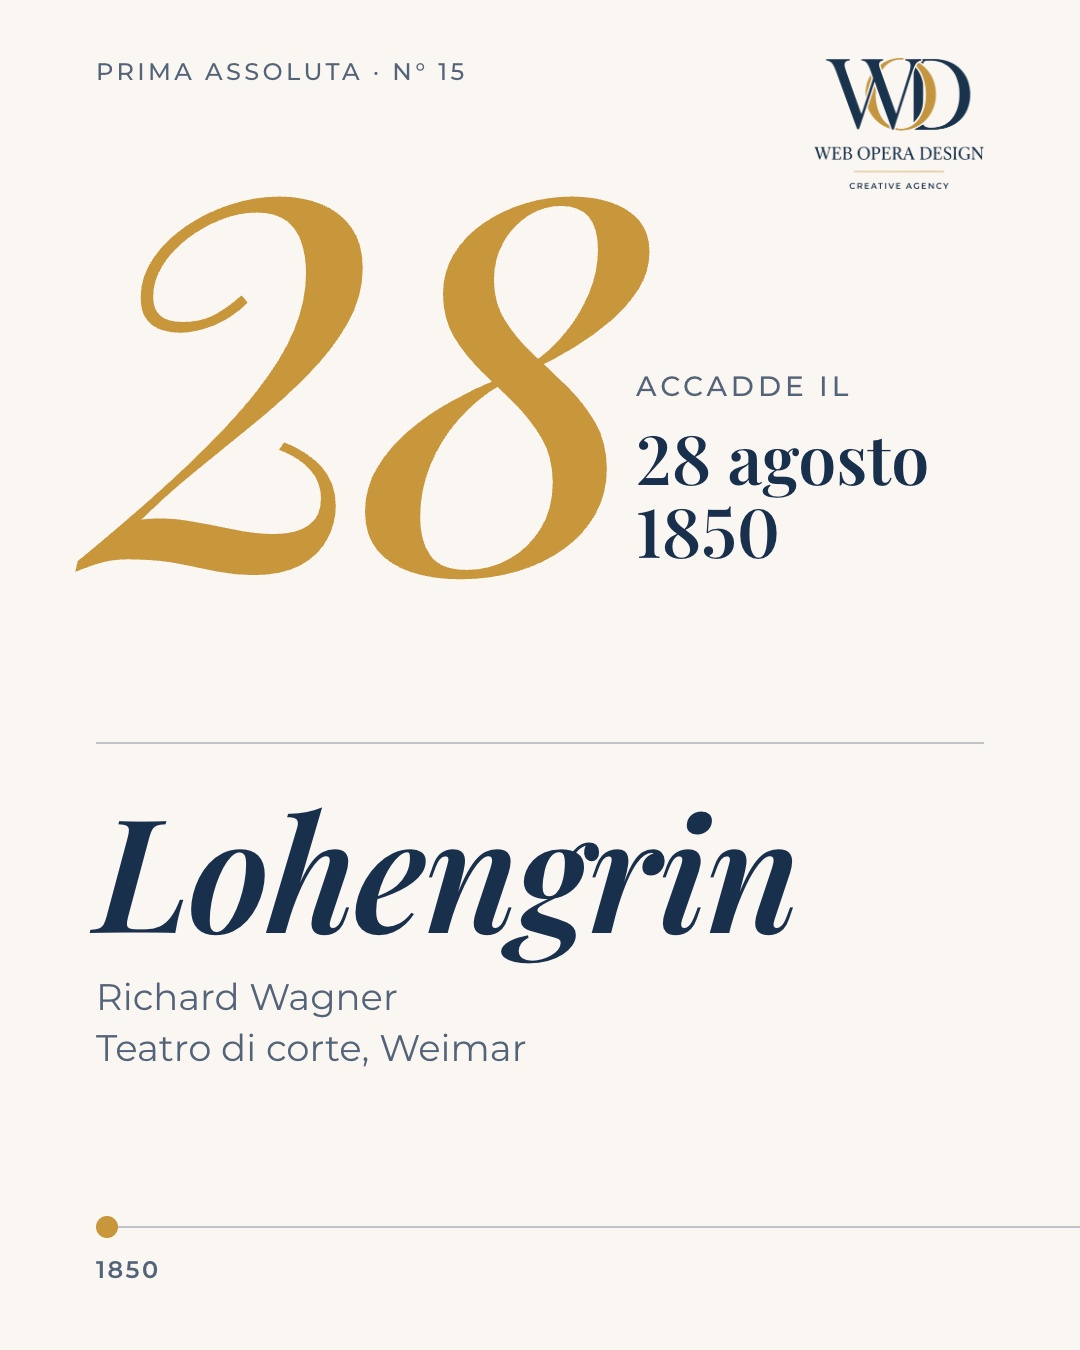 PRIMA ASSOLUTA · N° 15
WOD
WEB OPERA DESIGN
CREATIVE AGENCY
28
ACCADDE IL
28 agosto
1850
Lohengrin
Richard Wagner
Teatro di corte, Weimar
1850